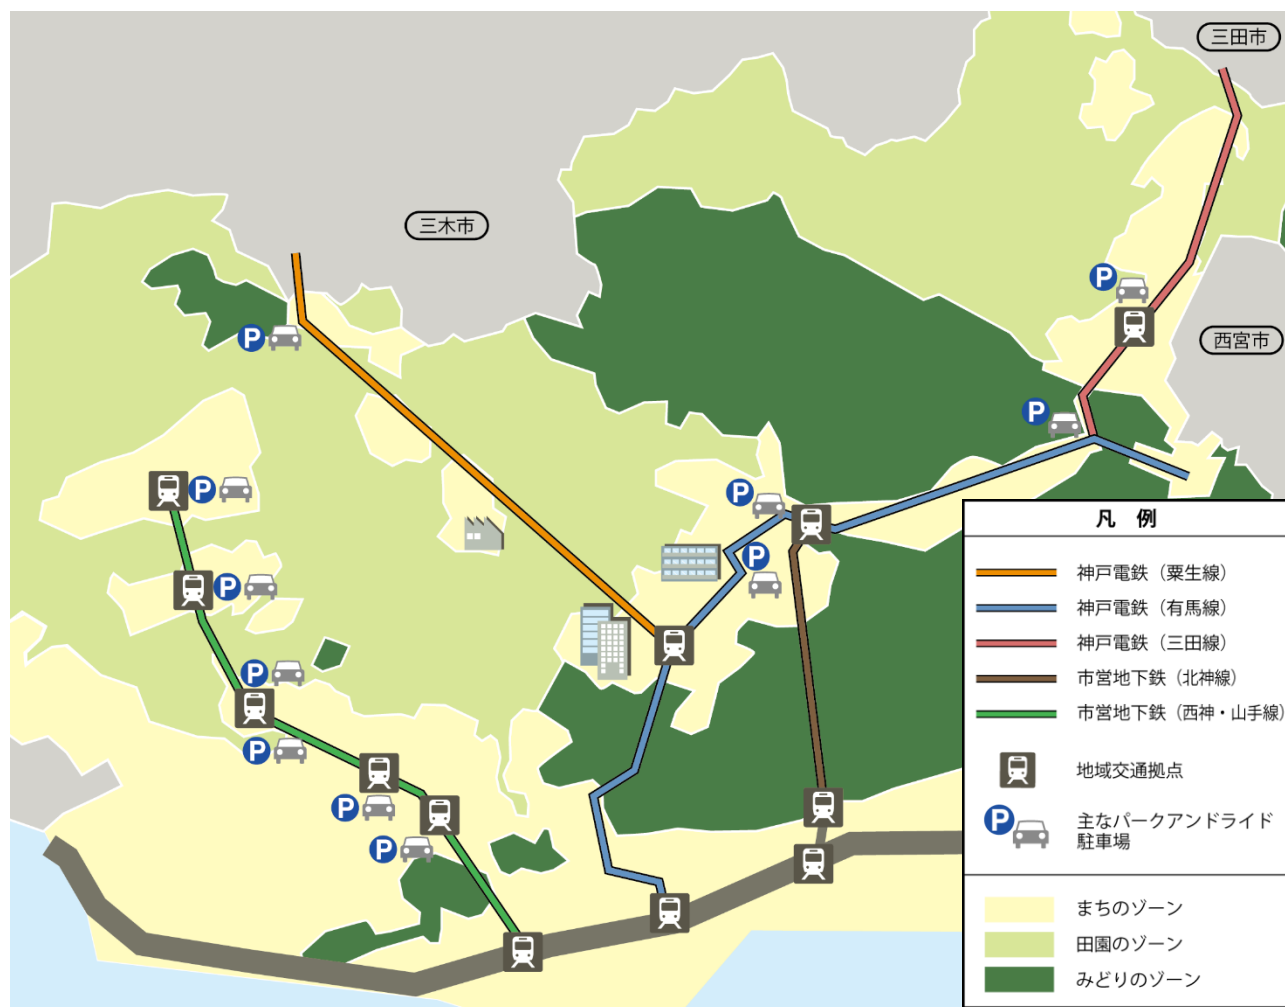 三田市
三木市
P
西宮市
P
P
P
P
凡 例
P
神戸電鉄（粟生線）
P
神戸電鉄（有馬線）
神戸電鉄（三田線）
P
市営地下鉄（北神線）
市営地下鉄（西神・山手線）
P
地域交通拠点
P
P
主なパークアンドライド
駐車場
P
まちのゾーン
田園のゾーン
みどりのゾーン